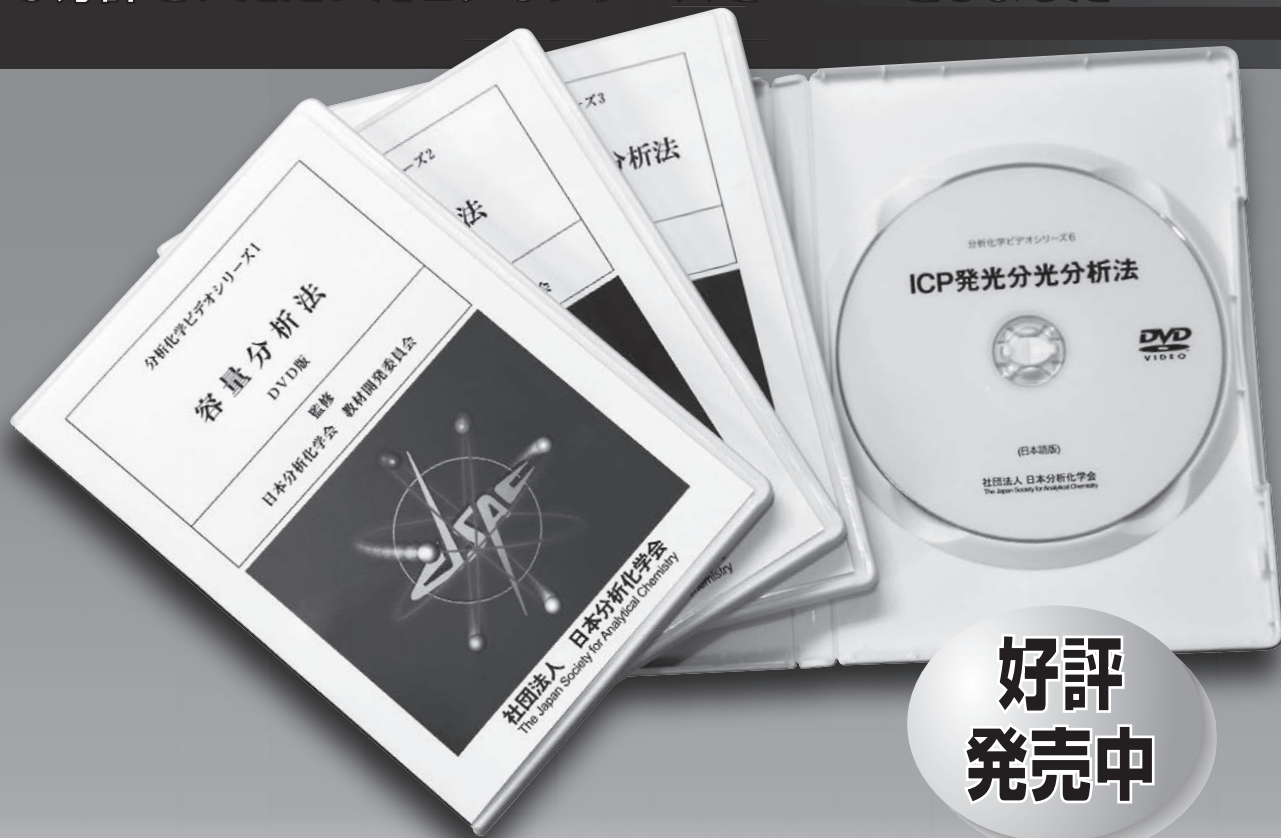 分析化学ビデオシリーズ1
容量分析法
DVD版
監修
日本分析化学会 教材開発委員会
JSAC
社団法人 日本分析化学会
The Japan Society for Analytical Chemistry
ーズ2
法
会
ーズ3
分析法
mistry
分析化学ビデオシリーズ6
ICP発光分光分析法
DVD
VIDEO
(日本語版)
社団法人 日本分析化学会
The Japan Society for Analytical Chemistry
好評
発売中